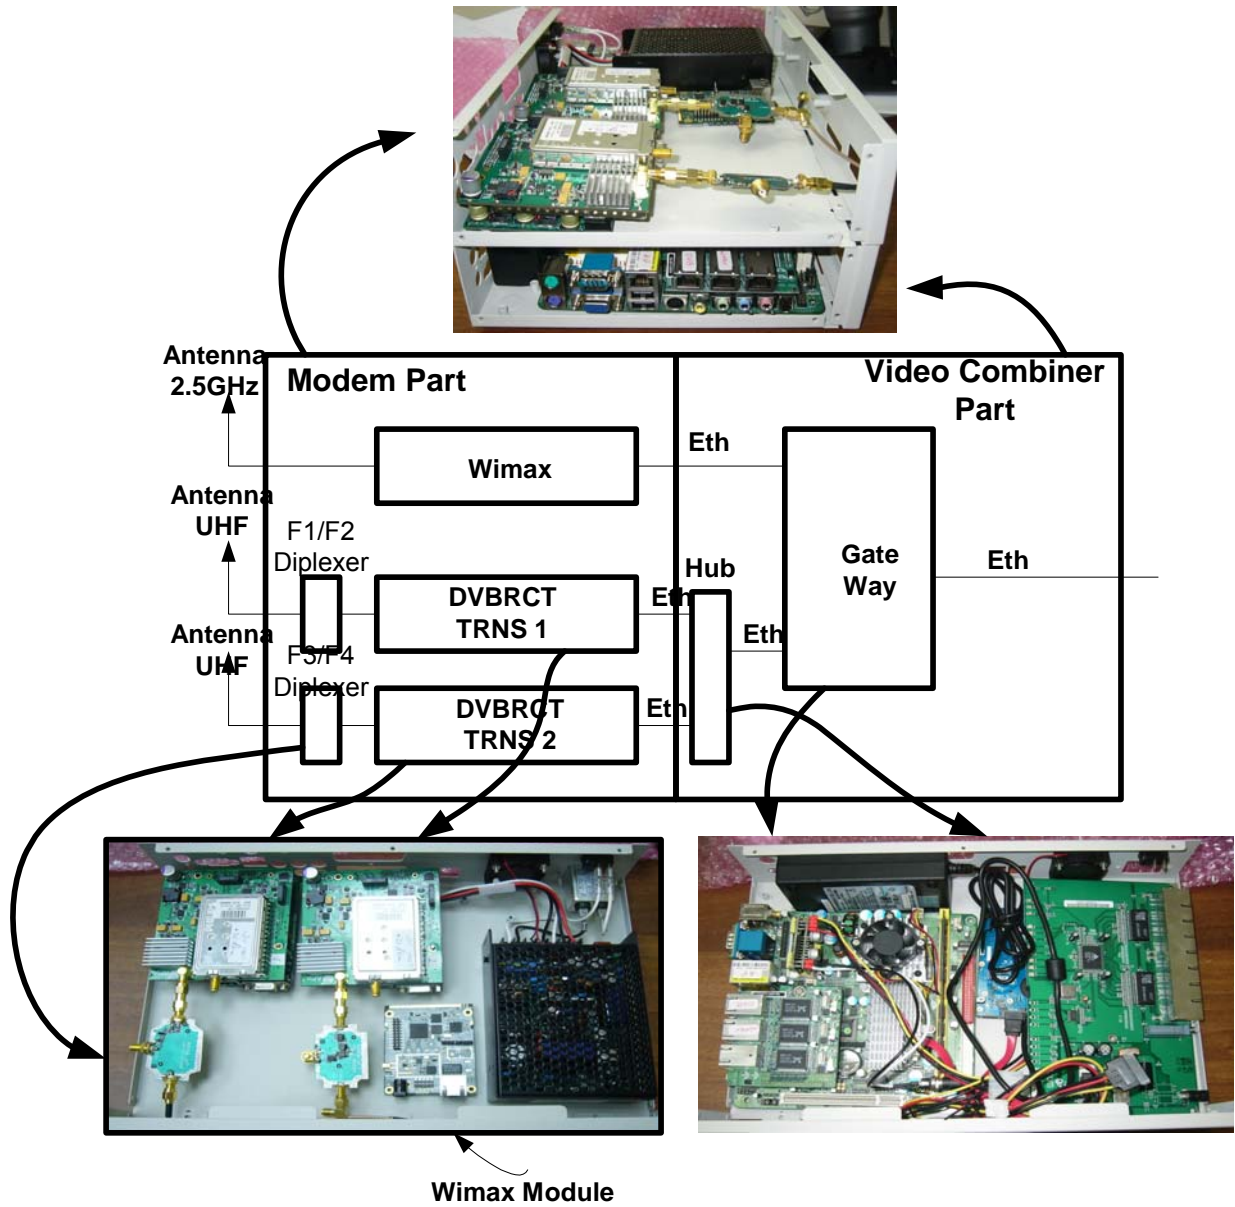 Antenna
2.5GHz
Modem Part
Video Combiner
Part
Wimax
Eth
Antenna
UHF
F1/F2
Diplexer
DVBRCT
TRNS 1
Eth
Hub
Gate
Way
Eth
Eth
Antenna
UHF
F3/F4
Diplexer
DVBRCT
TRNS 2
Eth
Wimax Module